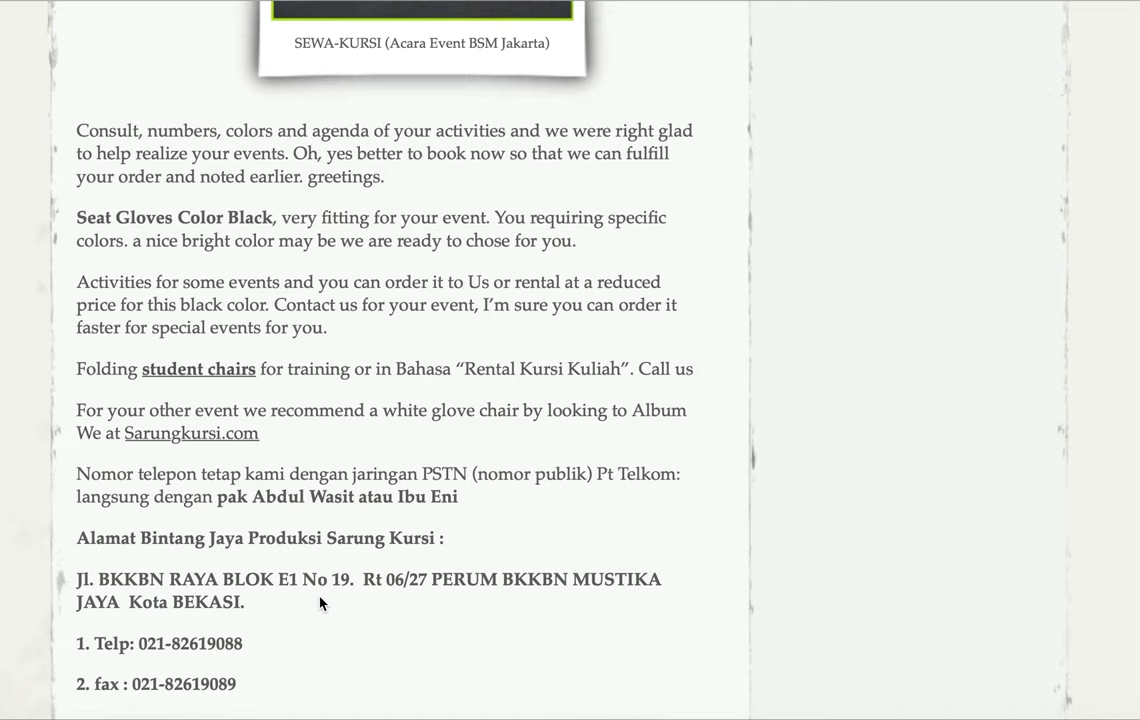 SEWA-KURSI (Acara Event BSM Jakarta)
Consult, numbers, colors and agenda of your activities and we were right glad
to help realize your events. Oh, yes better to book now so that we can fulfill
your order and noted earlier. greetings.
Seat Gloves Color Black, very fitting for your event. You requiring specific
colors. a nice bright color may be we are ready to chose for you.
Activities for some events and you can order it to Us or rental at a reduced
price for this black color. Contact us for your event, I’m sure you can order it
faster for special events for you.
Folding student chairs for training or in Bahasa “Rental Kursi Kuliah”. Call us
For your other event we recommend a white glove chair by looking to Album
We at Sarungkursi.com
Nomor telepon tetap kami dengan jaringan PSTN (nomor publik) Pt Telkom:
langsung dengan pak Abdul Wasit atau Ibu Eni
Alamat Bintang Jaya Produksi Sarung Kursi :
Jl. BKKBN RAYA BLOK E1 No 19.  Rt 06/27 PERUM BKKBN MUSTIKA
JAYA  Kota BEKASI.
1. Telp: 021-82619088
2. fax : 021-82619089